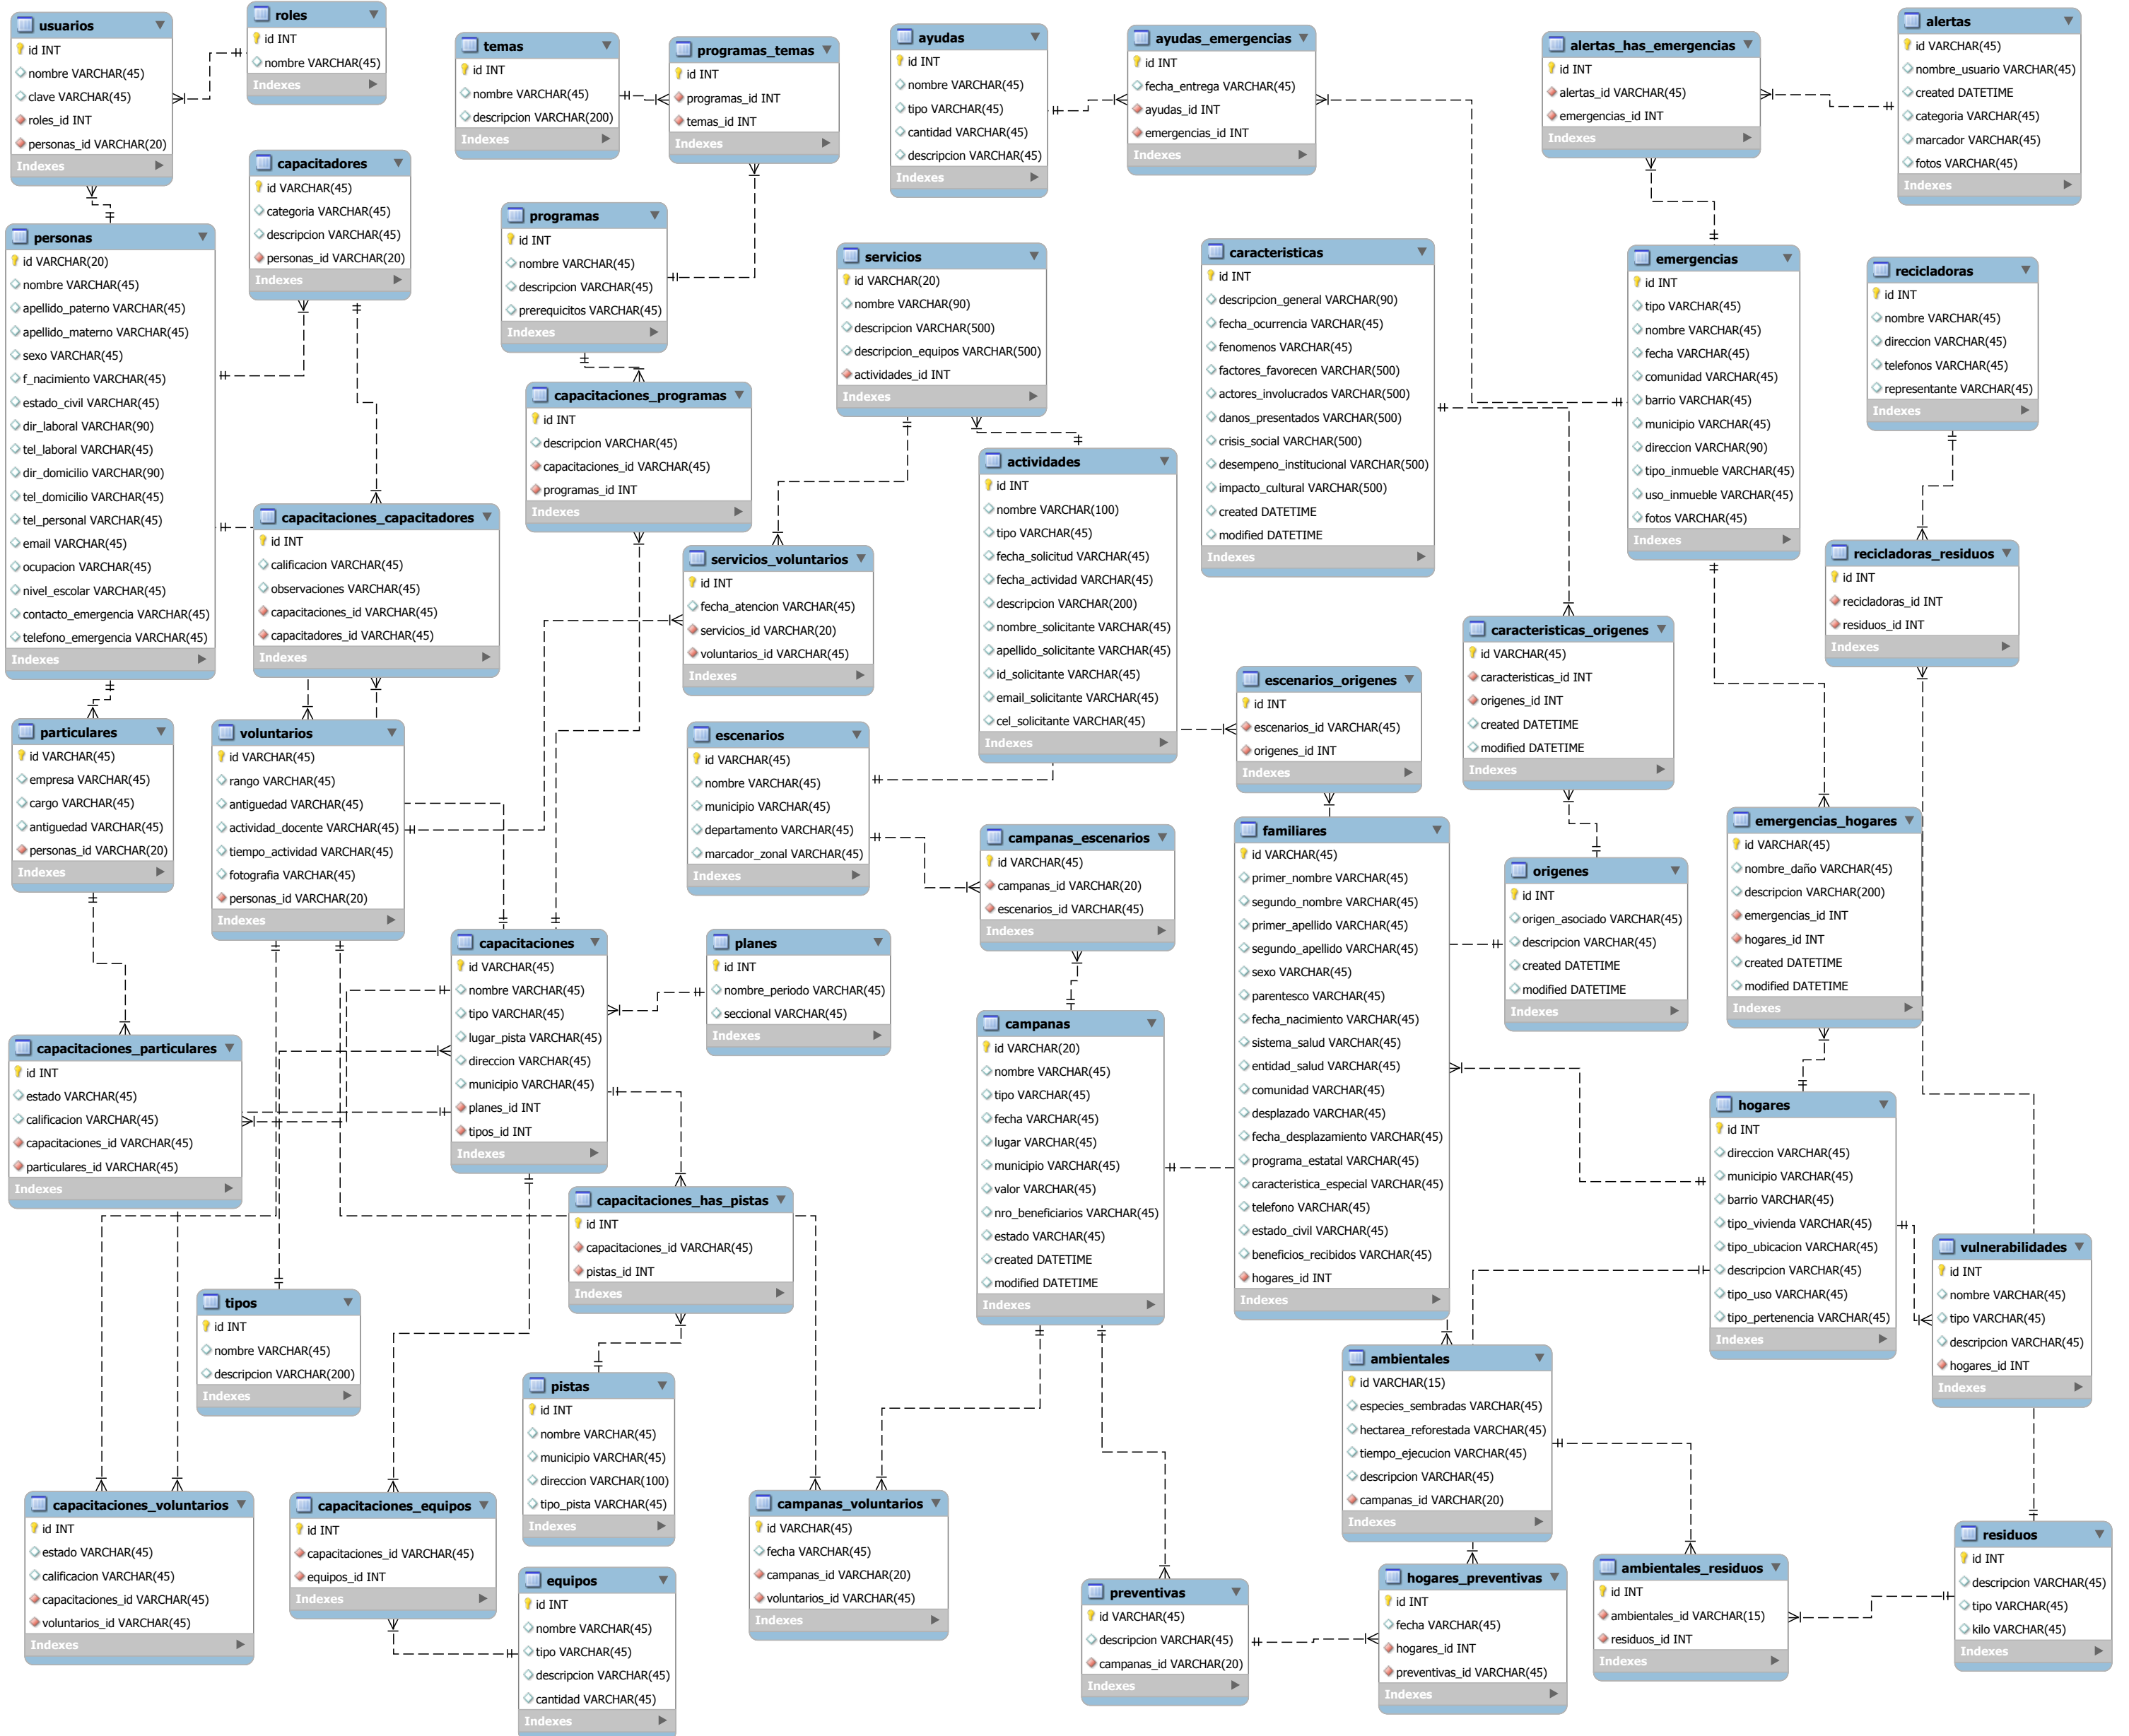 usuarios
id INT
nombre VARCHAR(45)
clave VARCHAR(45)
roles_id INT
personas_id VARCHAR(20)
Indexes
roles
id INT
nombre VARCHAR(45)
Indexes
capacitadores
id VARCHAR(45)
categoria VARCHAR(45)
descripcion VARCHAR(45)
personas_id VARCHAR(20)
Indexes
personas
id VARCHAR(20)
nombre VARCHAR(45)
apellido_paterno VARCHAR(45)
apellido_materno VARCHAR(45)
sexo VARCHAR(45)
f_nacimiento VARCHAR(45)
estado_civil VARCHAR(45)
dir_laboral VARCHAR(90)
tel_laboral VARCHAR(45)
dir_domicilio VARCHAR(90)
tel_domicilio VARCHAR(45)
tel_personal VARCHAR(45)
email VARCHAR(45)
ocupacion VARCHAR(45)
nivel_escolar VARCHAR(45)
contacto_emergencia VARCHAR(45)
telefono_emergencia VARCHAR(45)
Indexes
temas
id INT
nombre VARCHAR(45)
descripcion VARCHAR(200)
Indexes
programas_temas
id INT
programas_id INT
temas_id INT
Indexes
programas
id INT
nombre VARCHAR(45)
descripcion VARCHAR(45)
prerequicitos VARCHAR(45)
Indexes
capacitaciones_programas
id INT
descripcion VARCHAR(45)
capacitaciones_id VARCHAR(45)
programas_id INT
Indexes
capacitaciones_capacitadores
id INT
calificacion VARCHAR(45)
observaciones VARCHAR(45)
capacitaciones_id VARCHAR(45)
capacitadores_id VARCHAR(45)
Indexes
ayudas
id INT
nombre VARCHAR(45)
tipo VARCHAR(45)
cantidad VARCHAR(45)
descripcion VARCHAR(45)
Indexes
ayudas_emergencias
id INT
fecha_entrega VARCHAR(45)
ayudas_id INT
emergencias_id INT
Indexes
alertas_has_emergencias
id INT
alertas_id VARCHAR(45)
emergencias_id INT
Indexes
alertas
id VARCHAR(45)
nombre_usuario VARCHAR(45)
created DATETIME
categoria VARCHAR(45)
marcador VARCHAR(45)
fotos VARCHAR(45)
Indexes
servicios
id VARCHAR(20)
nombre VARCHAR(90)
descripcion VARCHAR(500)
descripcion_equipos VARCHAR(500)
actividades_id INT
Indexes
caracteristicas
id INT
descripcion_general VARCHAR(90)
fecha_ocurrencia VARCHAR(45)
fenomenos VARCHAR(45)
factores_favorecen VARCHAR(500)
actores_involucrados VARCHAR(500)
danos_presentados VARCHAR(500)
crisis_social VARCHAR(500)
desempeno_institucional VARCHAR(500)
impacto_cultural VARCHAR(500)
created DATETIME
modified DATETIME
Indexes
emergencias
id INT
tipo VARCHAR(45)
nombre VARCHAR(45)
fecha VARCHAR(45)
comunidad VARCHAR(45)
barrio VARCHAR(45)
municipio VARCHAR(45)
direccion VARCHAR(90)
tipo_inmueble VARCHAR(45)
uso_inmueble VARCHAR(45)
fotos VARCHAR(45)
Indexes
recicladoras
id INT
nombre VARCHAR(45)
direccion VARCHAR(45)
telefonos VARCHAR(45)
representante VARCHAR(45)
Indexes
actividades
id INT
nombre VARCHAR(100)
tipo VARCHAR(45)
fecha_solicitud VARCHAR(45)
fecha_actividad VARCHAR(45)
descripcion VARCHAR(200)
nombre_solicitante VARCHAR(45)
apellido_solicitante VARCHAR(45)
id_solicitante VARCHAR(45)
email_solicitante VARCHAR(45)
cel_solicitante VARCHAR(45)
Indexes
servicios_voluntarios
id INT
fecha_atencion VARCHAR(45)
servicios_id VARCHAR(20)
voluntarios_id VARCHAR(45)
Indexes
recicladoras_residuos
id INT
recicladoras_id INT
residuos_id INT
Indexes
caracteristicas_origenes
id VARCHAR(45)
caracteristicas_id INT
origenes_id INT
created DATETIME
modified DATETIME
Indexes
escenarios_origenes
id INT
escenarios_id VARCHAR(45)
origenes_id INT
Indexes
particulares
id VARCHAR(45)
empresa VARCHAR(45)
cargo VARCHAR(45)
antiguedad VARCHAR(45)
personas_id VARCHAR(20)
Indexes
voluntarios
id VARCHAR(45)
rango VARCHAR(45)
antiguedad VARCHAR(45)
actividad_docente VARCHAR(45)
tiempo_actividad VARCHAR(45)
fotografia VARCHAR(45)
personas_id VARCHAR(20)
Indexes
escenarios
id VARCHAR(45)
nombre VARCHAR(45)
municipio VARCHAR(45)
departamento VARCHAR(45)
marcador_zonal VARCHAR(45)
Indexes
campanas_escenarios
id VARCHAR(45)
campanas_id VARCHAR(20)
escenarios_id VARCHAR(45)
Indexes
familiares
id VARCHAR(45)
primer_nombre VARCHAR(45)
segundo_nombre VARCHAR(45)
primer_apellido VARCHAR(45)
segundo_apellido VARCHAR(45)
sexo VARCHAR(45)
parentesco VARCHAR(45)
fecha_nacimiento VARCHAR(45)
sistema_salud VARCHAR(45)
entidad_salud VARCHAR(45)
comunidad VARCHAR(45)
desplazado VARCHAR(45)
fecha_desplazamiento VARCHAR(45)
programa_estatal VARCHAR(45)
caracteristica_especial VARCHAR(45)
telefono VARCHAR(45)
estado_civil VARCHAR(45)
beneficios_recibidos VARCHAR(45)
hogares_id INT
Indexes
origenes
id INT
origen_asociado VARCHAR(45)
descripcion VARCHAR(45)
created DATETIME
modified DATETIME
Indexes
emergencias_hogares
id VARCHAR(45)
nombre_daño VARCHAR(45)
descripcion VARCHAR(200)
emergencias_id INT
hogares_id INT
created DATETIME
modified DATETIME
Indexes
capacitaciones
id VARCHAR(45)
nombre VARCHAR(45)
tipo VARCHAR(45)
lugar_pista VARCHAR(45)
direccion VARCHAR(45)
municipio VARCHAR(45)
planes_id INT
tipos_id INT
Indexes
planes
id INT
nombre_periodo VARCHAR(45)
seccional VARCHAR(45)
Indexes
campanas
id VARCHAR(20)
nombre VARCHAR(45)
tipo VARCHAR(45)
fecha VARCHAR(45)
lugar VARCHAR(45)
municipio VARCHAR(45)
valor VARCHAR(45)
nro_beneficiarios VARCHAR(45)
estado VARCHAR(45)
created DATETIME
modified DATETIME
Indexes
capacitaciones_particulares
id INT
estado VARCHAR(45)
calificacion VARCHAR(45)
capacitaciones_id VARCHAR(45)
particulares_id VARCHAR(45)
Indexes
hogares
id INT
direccion VARCHAR(45)
municipio VARCHAR(45)
barrio VARCHAR(45)
tipo_vivienda VARCHAR(45)
tipo_ubicacion VARCHAR(45)
descripcion VARCHAR(45)
tipo_uso VARCHAR(45)
tipo_pertenencia VARCHAR(45)
Indexes
capacitaciones_has_pistas
id INT
capacitaciones_id VARCHAR(45)
pistas_id INT
Indexes
vulnerabilidades
id INT
nombre VARCHAR(45)
tipo VARCHAR(45)
descripcion VARCHAR(45)
hogares_id INT
Indexes
tipos
id INT
nombre VARCHAR(45)
descripcion VARCHAR(200)
Indexes
pistas
id INT
nombre VARCHAR(45)
municipio VARCHAR(45)
direccion VARCHAR(100)
tipo_pista VARCHAR(45)
Indexes
ambientales
id VARCHAR(15)
especies_sembradas VARCHAR(45)
hectarea_reforestada VARCHAR(45)
tiempo_ejecucion VARCHAR(45)
descripcion VARCHAR(45)
campanas_id VARCHAR(20)
Indexes
capacitaciones_voluntarios
id INT
estado VARCHAR(45)
calificacion VARCHAR(45)
capacitaciones_id VARCHAR(45)
voluntarios_id VARCHAR(45)
Indexes
capacitaciones_equipos
id INT
capacitaciones_id VARCHAR(45)
equipos_id INT
Indexes
equipos
id INT
nombre VARCHAR(45)
tipo VARCHAR(45)
descripcion VARCHAR(45)
cantidad VARCHAR(45)
Indexes
campanas_voluntarios
id VARCHAR(45)
fecha VARCHAR(45)
campanas_id VARCHAR(20)
voluntarios_id VARCHAR(45)
Indexes
preventivas
id VARCHAR(45)
descripcion VARCHAR(45)
campanas_id VARCHAR(20)
Indexes
hogares_preventivas
id INT
fecha VARCHAR(45)
hogares_id INT
preventivas_id VARCHAR(45)
Indexes
ambientales_residuos
id INT
ambientales_id VARCHAR(15)
residuos_id INT
Indexes
residuos
id INT
descripcion VARCHAR(45)
tipo VARCHAR(45)
kilo VARCHAR(45)
Indexes